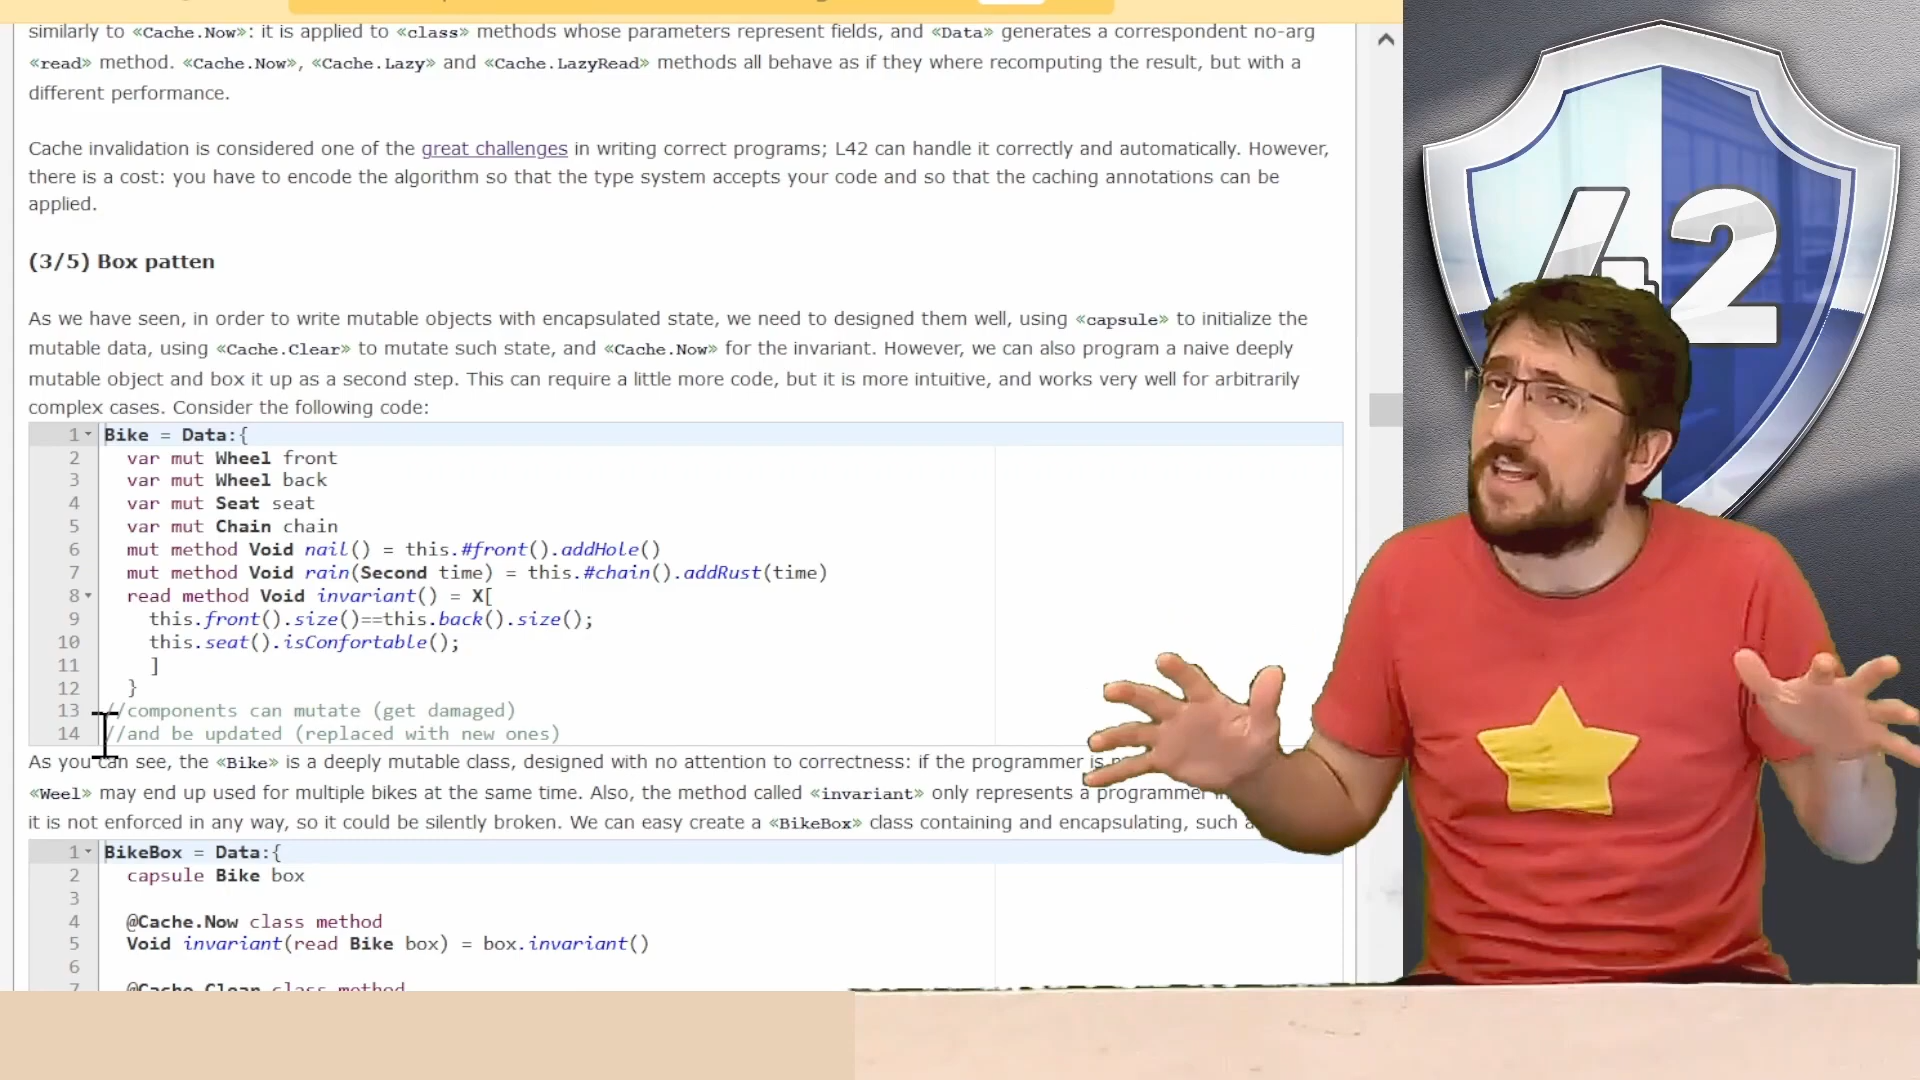 similarly to «Cache.Now»: it is applied to «class» methods whose parameters represent fields, and «Data» generates a correspondent no-arg
«read» method. «Cache.Now», «Cache.Lazy» and «Cache.LazyRead» methods all behave as if they where recomputing the result, but with a
different performance.
Cache invalidation is considered one of the great challenges in writing correct programs; L42 can handle it correctly and automatically. However,
there is a cost: you have to encode the algorithm so that the type system accepts your code and so that the caching annotations can be
applied.
(3/5) Box patten
As we have seen, in order to write mutable objects with encapsulated state, we need to designed them well, using «capsule» to initialize the
mutable data, using «Cache.Clear» to mutate such state, and «Cache.Now» for the invariant. However, we can also program a naive deeply
mutable object and box it up as a second step. This can require a little more code, but it is more intuitive, and works very well for arbitrarily
complex cases. Consider the following code:
1 Bike = Data:{
2 var mut Wheel front
3 var mut Wheel back
4 var mut Seat seat
5 var mut Chain chain
6 mut method Void nail() = this.#front().addHole()
7 mut method Void rain(Second time) = this.#chain().addRust(time)
8 read method Void invariant() = X[
9 this.front().size()==this.back().size();
10 this.seat().isConfortable();
11 ]
12 }
13 //components can mutate (get damaged)
14 //and be updated (replaced with new ones)
As you can see, the «Bike» is a deeply mutable class, designed with no attention to correctness: if the programmer is
«Weel» may end up used for multiple bikes at the same time. Also, the method called «invariant» only represents a programmer
it is not enforced in any way, so it could be silently broken. We can easy create a «BikeBox» class containing and encapsulating, such
1 BikeBox = Data:{
2 capsule Bike box
3
4 @Cache.Now class method
5 Void invariant(read Bike box) = box.invariant()
6
7 @Cache.Clear class method
42